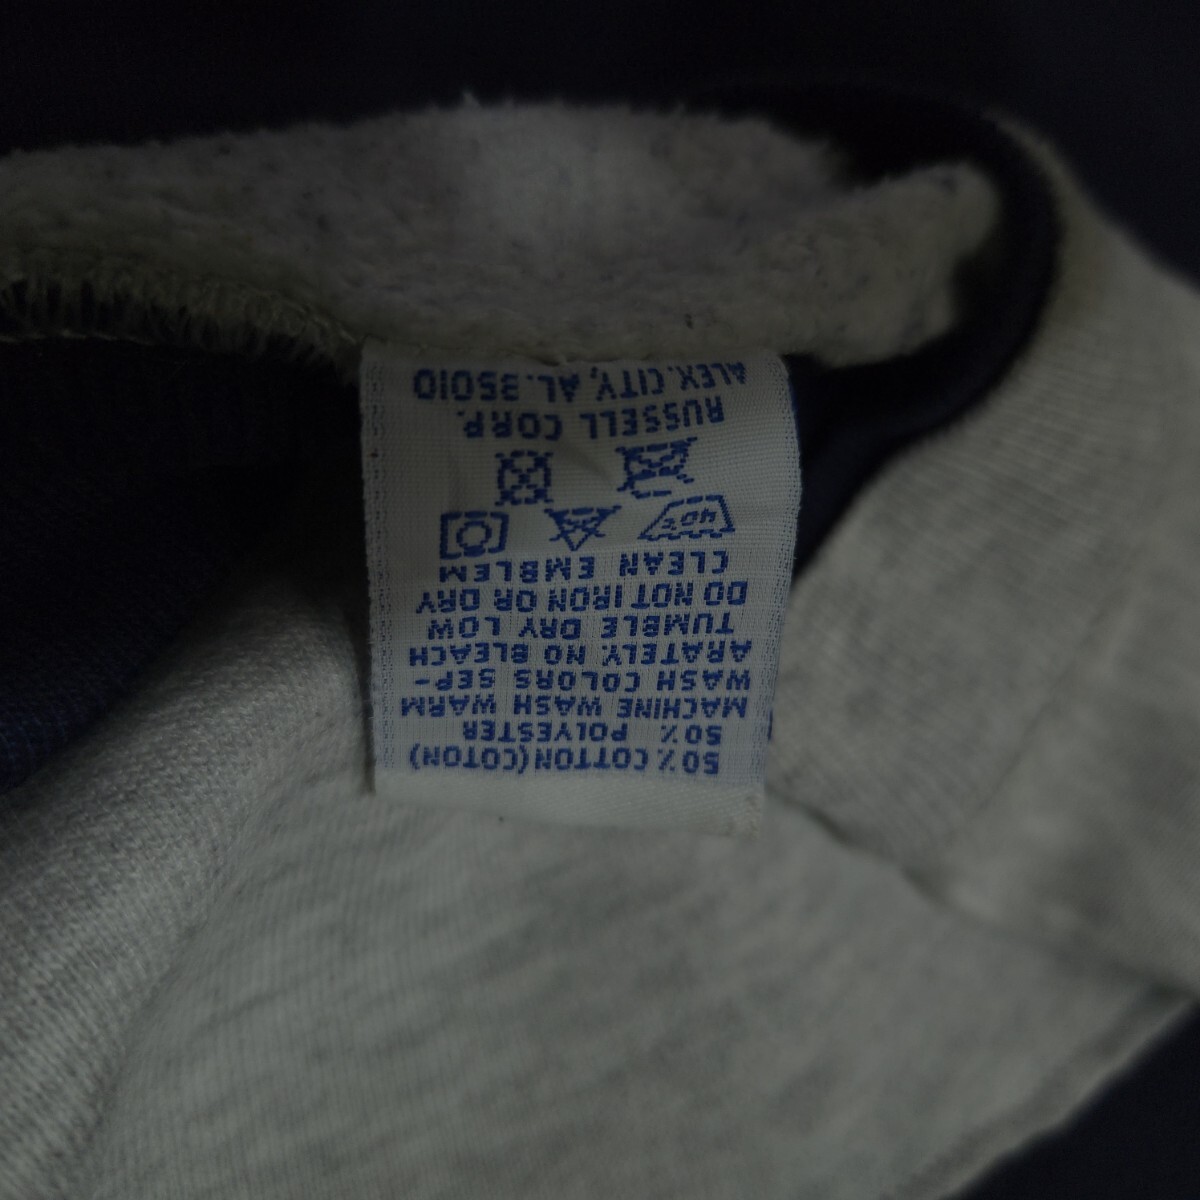 50% COTTON(COTON)
50% POLYESTER
MACHINE WASH WARM
WASH COLORS SEP-
ARATELY. NO BLEACH
TUMBLE DRY LOW
DO NOT IRON OR DRY
CLEAN EMBLEM
40°
RUSSELL CORP.
ALEX. CITY, AL. 35010